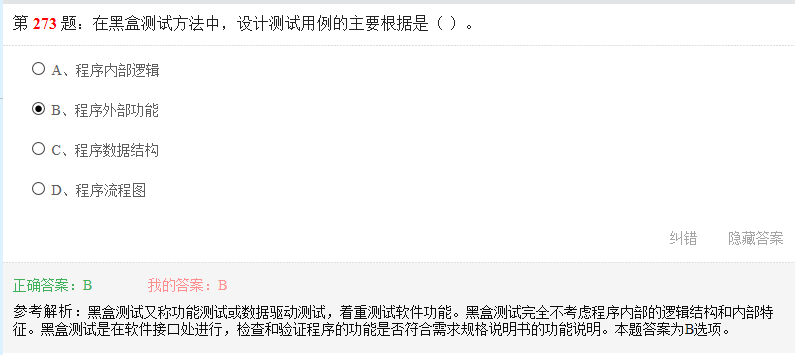 第 273 题：在黑盒测试方法中，设计测试用例的主要根据是（ ）。
A、程序内部逻辑
B、程序外部功能
C、程序数据结构
D、程序流程图
纠错 隐藏答案
正确答案：B 我的答案：B
参考解析：黑盒测试又称功能测试或数据驱动测试，着重测试软件功能。黑盒测试完全不考虑程序内部的逻辑结构和内部特
征。黑盒测试是在软件接口处进行，检查和验证程序的功能是否符合需求规格说明书的功能说明。本题答案为B选项。